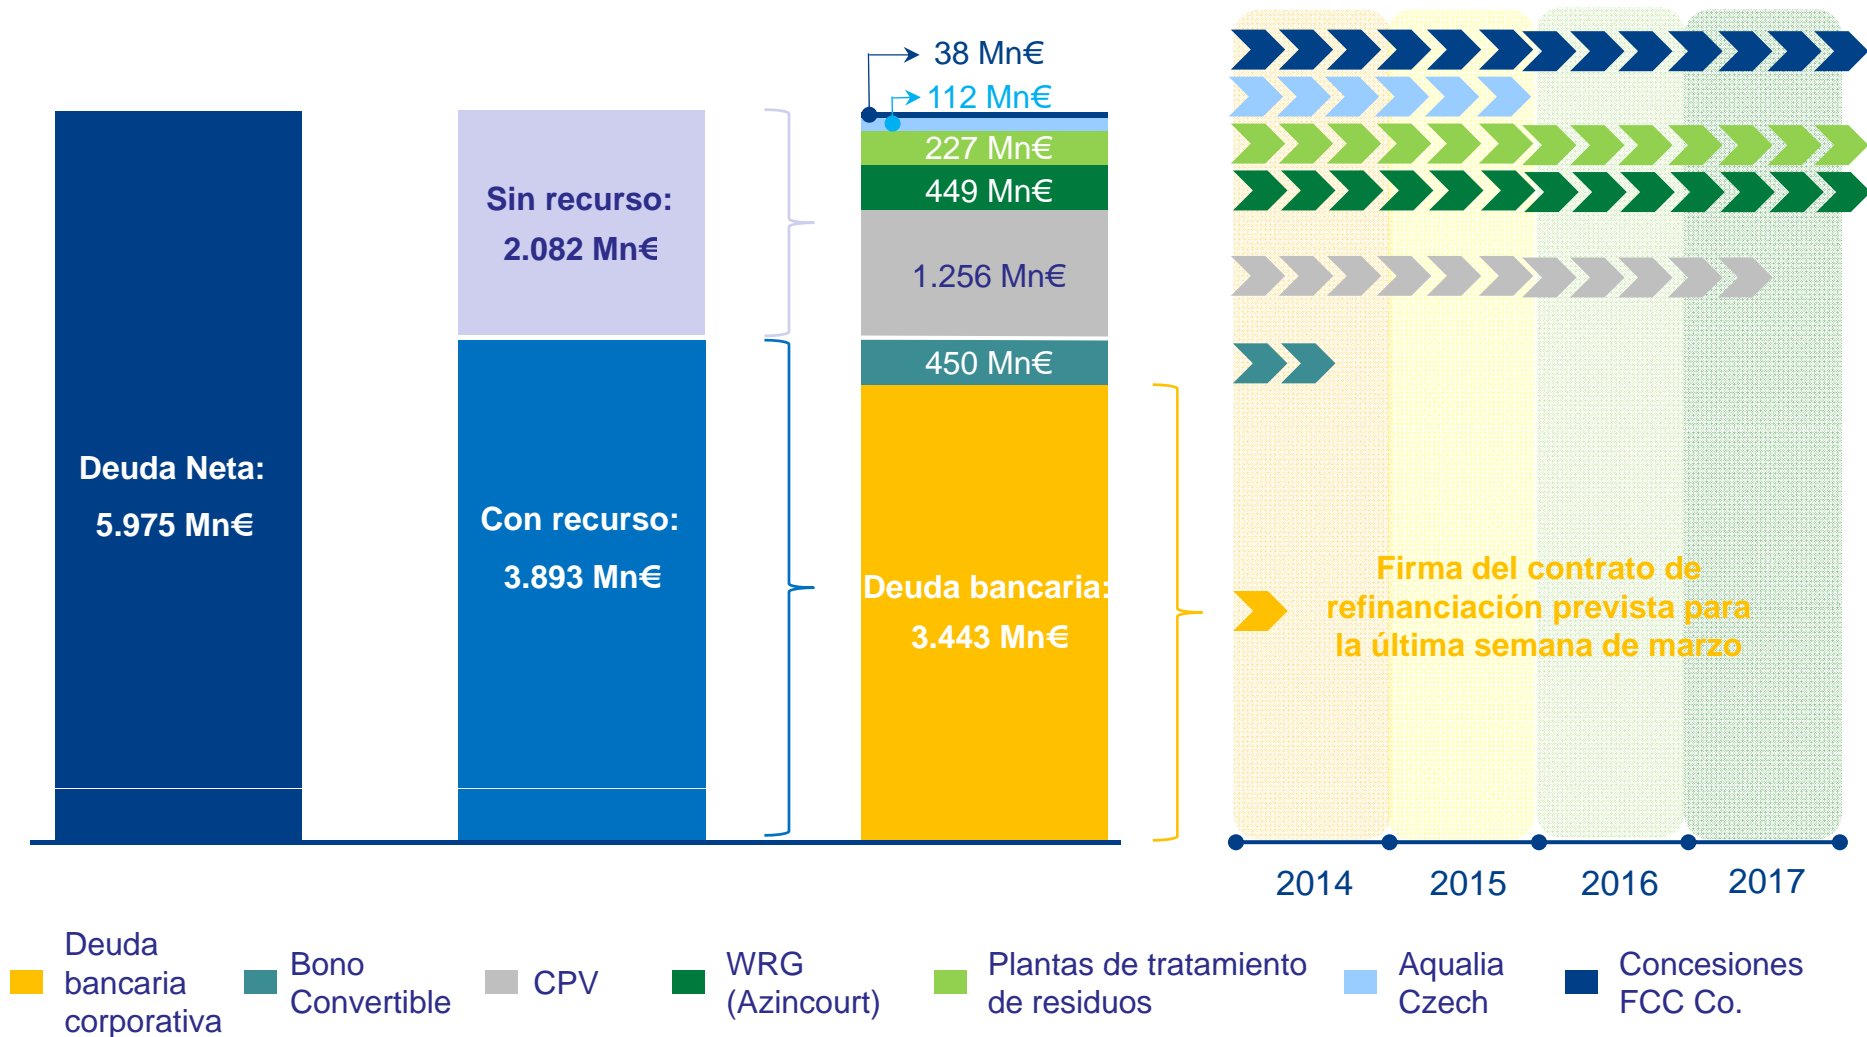 Deuda Neta:
5.975 Mn€
Sin recurso:
2.082 Mn€
Con recurso:
3.893 Mn€
38 Mn€
112 Mn€
227 Mn€
449 Mn€
1.256 Mn€
450 Mn€
Deuda bancaria:
3.443 Mn€
Firma del contrato de
refinanciación prevista para
la última semana de marzo
2014
2015
2016
2017
Deuda
bancaria
corporativa
Bono
Convertible
CPV
WRG
(Azincourt)
Plantas de tratamiento
de residuos
Aqualia
Czech
Concesiones
FCC Co.